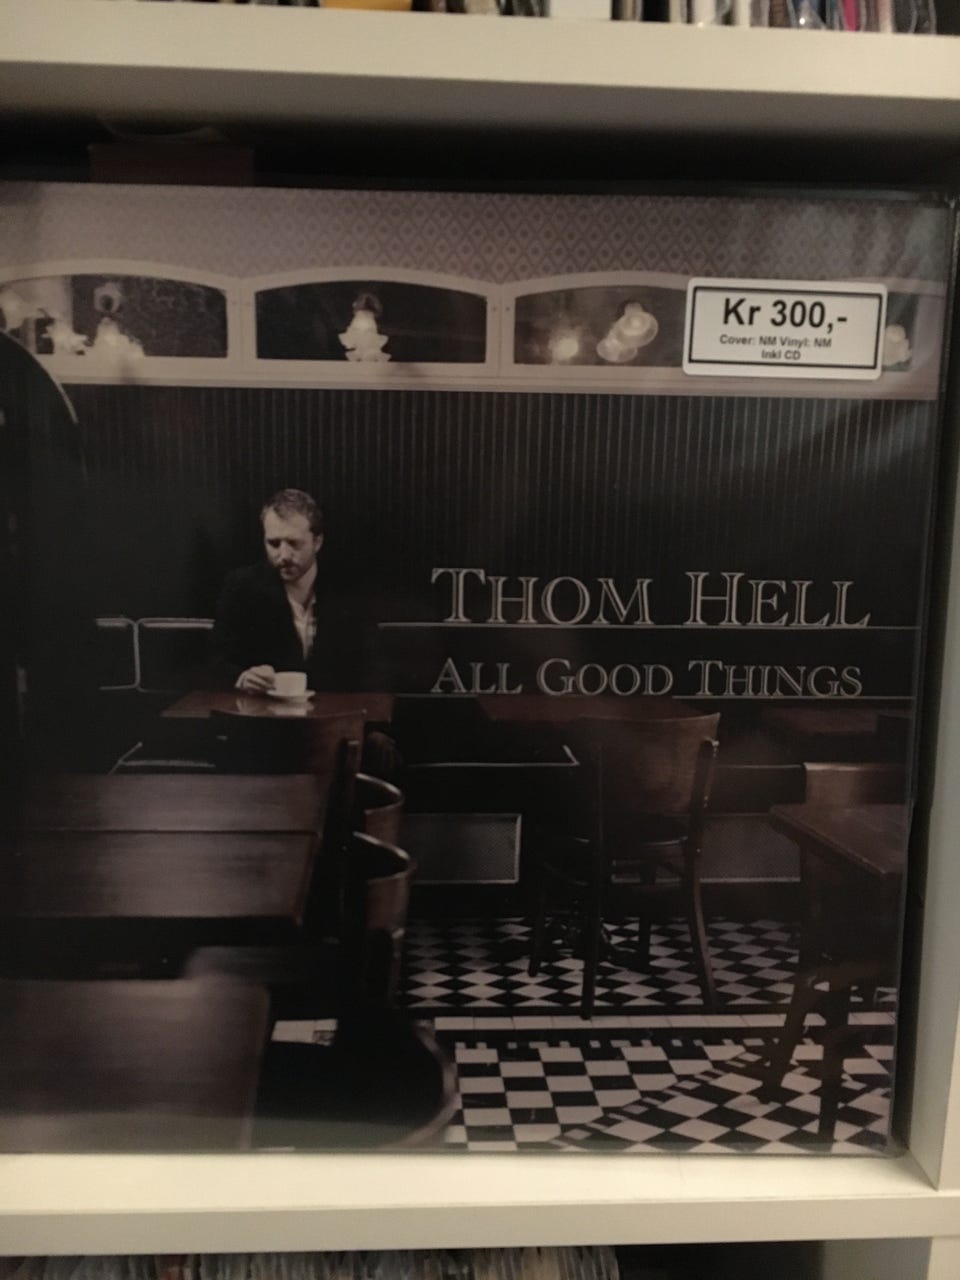 Kr 300,-
Cover: NM Vinyl: NM
Inkl CD
THOM HELL
ALL GOOD THINGS